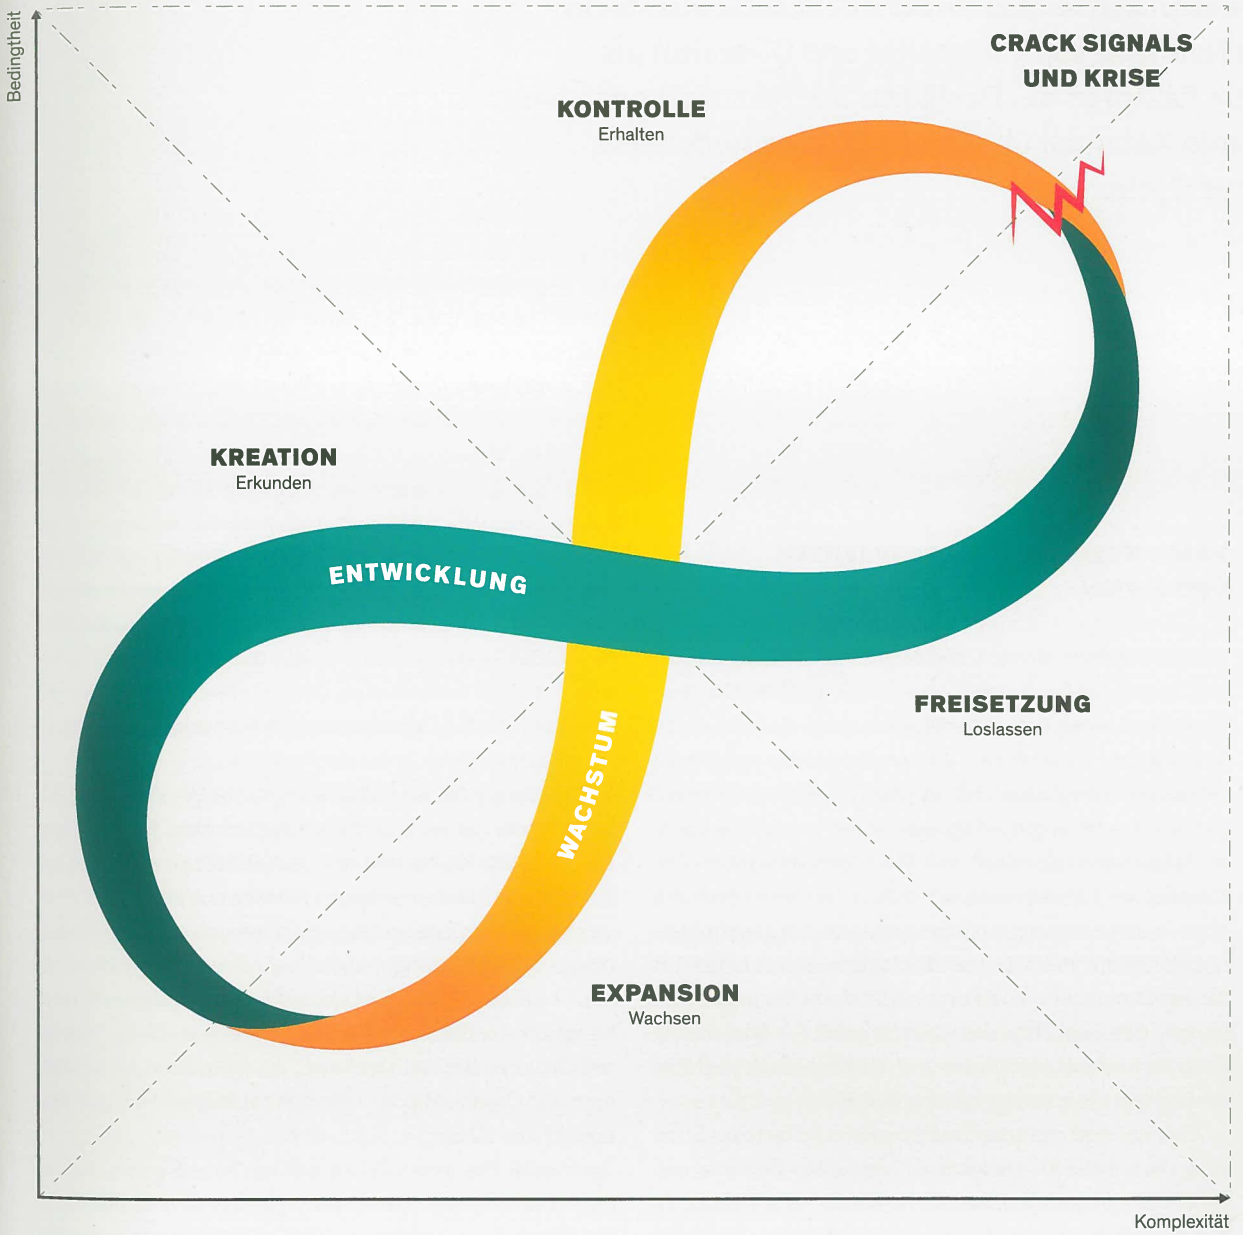 Bedingtheit
CRACK SIGNALS
UND KRISE
KONTROLLE
Erhalten
KREATION
Erkunden
ENTWICKLUNG
FREISETZUNG
Loslassen
WACHSTUM
EXPANSION
Wachsen
Komplexität